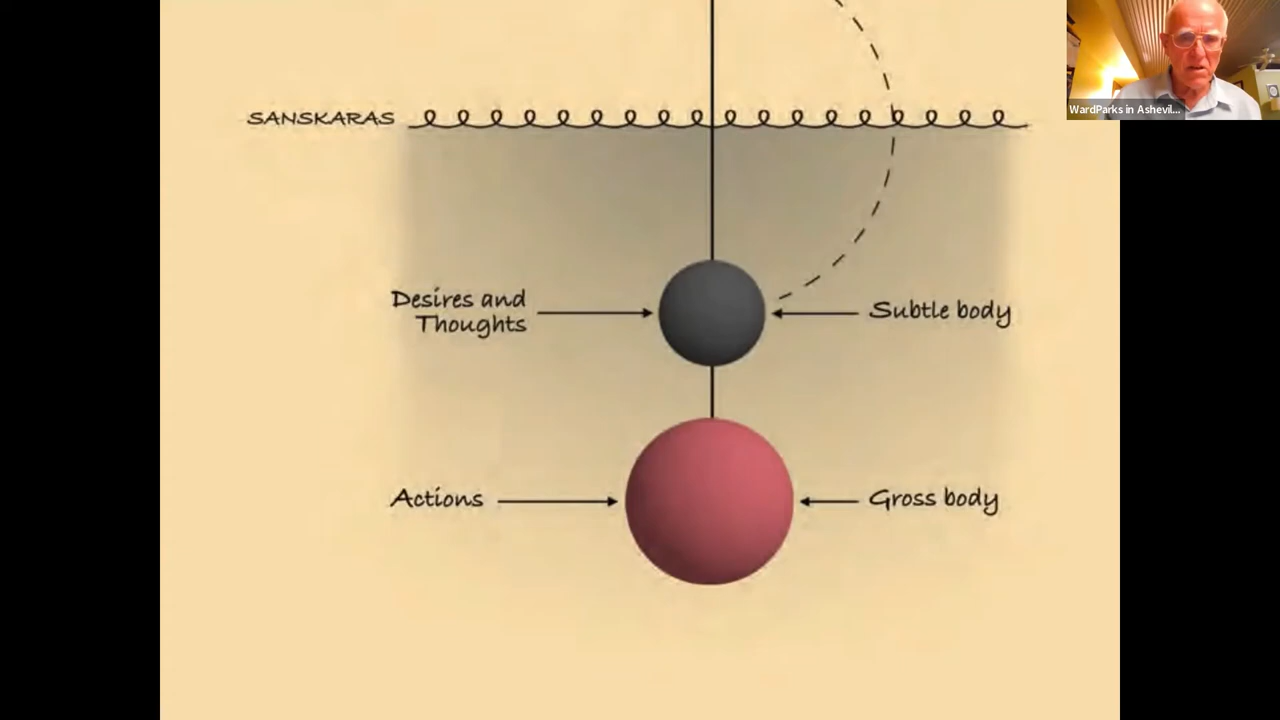 WardParks in Ashevil...
SANSKARAS
Desires and
Thoughts
Subtle body
Actions
Gross body